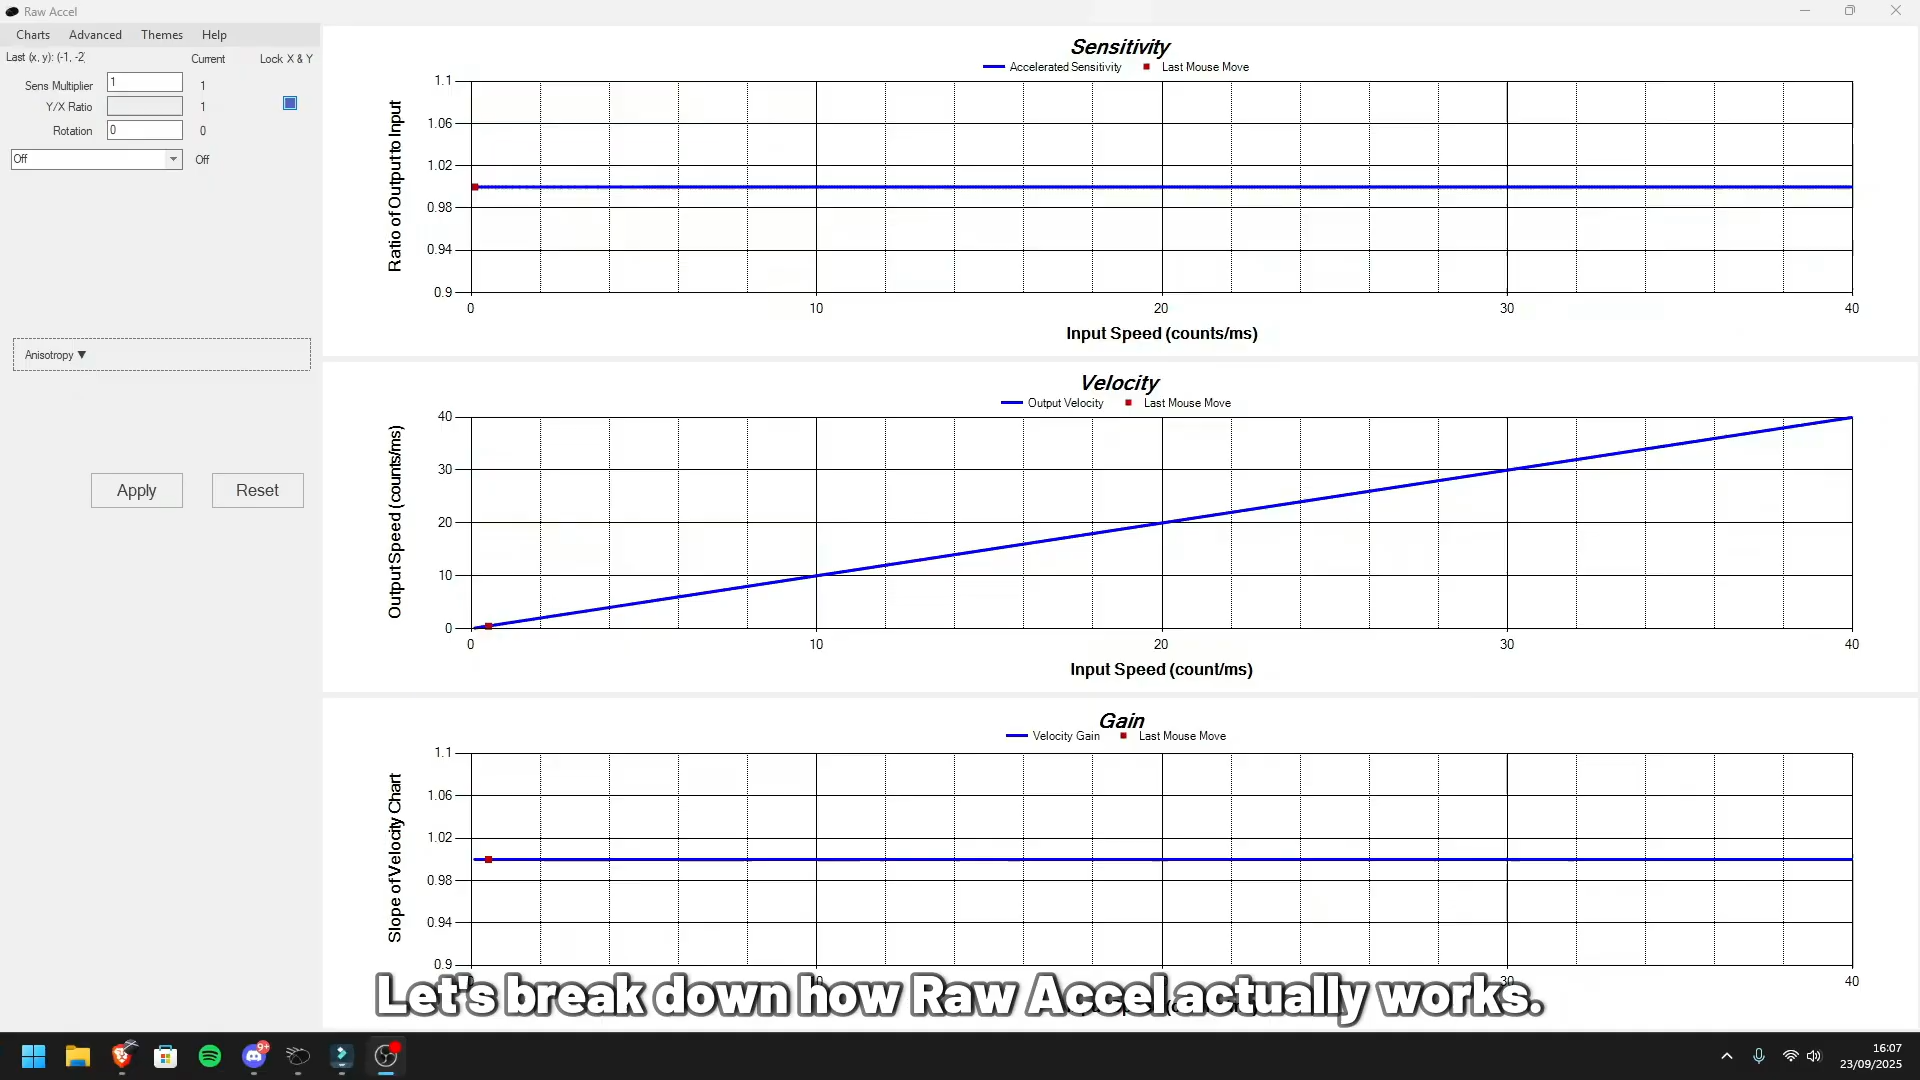 Raw Accel
Charts Advanced Themes Help
Last (x, y): (-1, -2)
Current
Lock X & Y
Sens Multiplier 1 1
Y/X Ratio 1
Rotation 0 0
Off Off
Anisotropy ▼
Apply Reset
Sensitivity
Accelerated Sensitivity Last Mouse Move
Ratio of Output to Input
1.1
1.06
1.02
0.98
0.94
0.9
0 10 20 30 40
Input Speed (counts/ms)
Velocity
Output Velocity Last Mouse Move
Output Speed (counts/ms)
40
30
20
10
0
0 10 20 30 40
Input Speed (count/ms)
Gain
Velocity Gain Last Mouse Move
Slope of Velocity Chart
1.1
1.06
1.02
0.98
0.94
0.9
40
Let's break down how Raw Accel actually works.
9+
16:07
23/09/2025